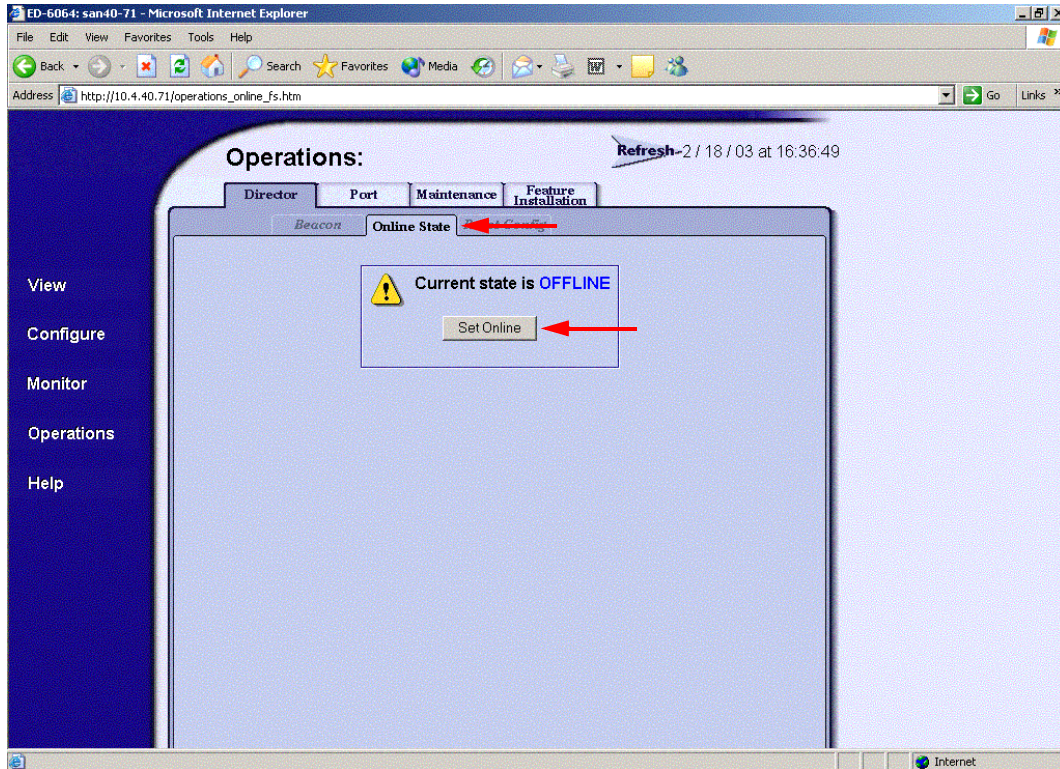 ED-6064: san40-71 - Microsoft Internet Explorer
File Edit View Favorites Tools Help
Back Search Favorites Media
Address http://10.4.40.71/operations_online_fs.htm Go Links »
Operations:
Refresh-2 / 18 / 03 at 16:36:49
Director Port Maintenance Feature Installation
Beacon Online State Config
View
Configure
Monitor
Operations
Help
Current state is OFFLINE
Set Online
Internet